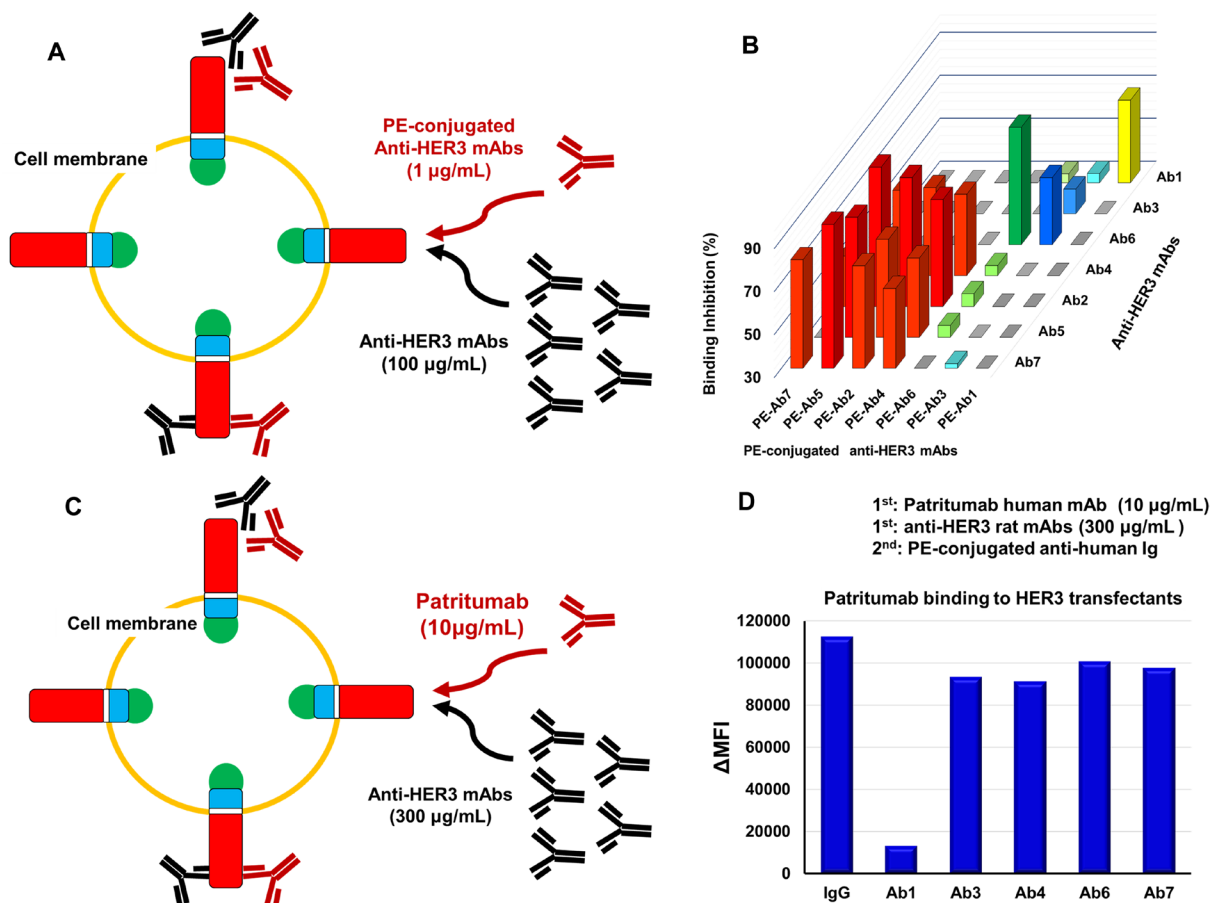 A
Cell membrane
PE-conjugated
Anti-HER3 mAbs
(1 µg/mL)
Anti-HER3 mAbs
(100 µg/mL)
B
Binding Inhibition (%)
90
70
50
30
PE-Ab7
PE-Ab5
PE-Ab2
PE-Ab4
PE-Ab6
PE-Ab3
PE-Ab1
PE-conjugated anti-HER3 mAbs
Ab1
Ab3
Ab6
Ab4
Ab2
Ab5
Ab7
Anti-HER3 mAbs
C
Cell membrane
Patritumab
(10µg/mL)
Anti-HER3 mAbs
(300 µg/mL)
D
1st: Patritumab human mAb (10 µg/mL)
1st: anti-HER3 rat mAbs (300 µg/mL )
2nd: PE-conjugated anti-human Ig
Patritumab binding to HER3 transfectants
ΔMFI
120000
100000
80000
60000
40000
20000
0
IgG Ab1 Ab3 Ab4 Ab6 Ab7